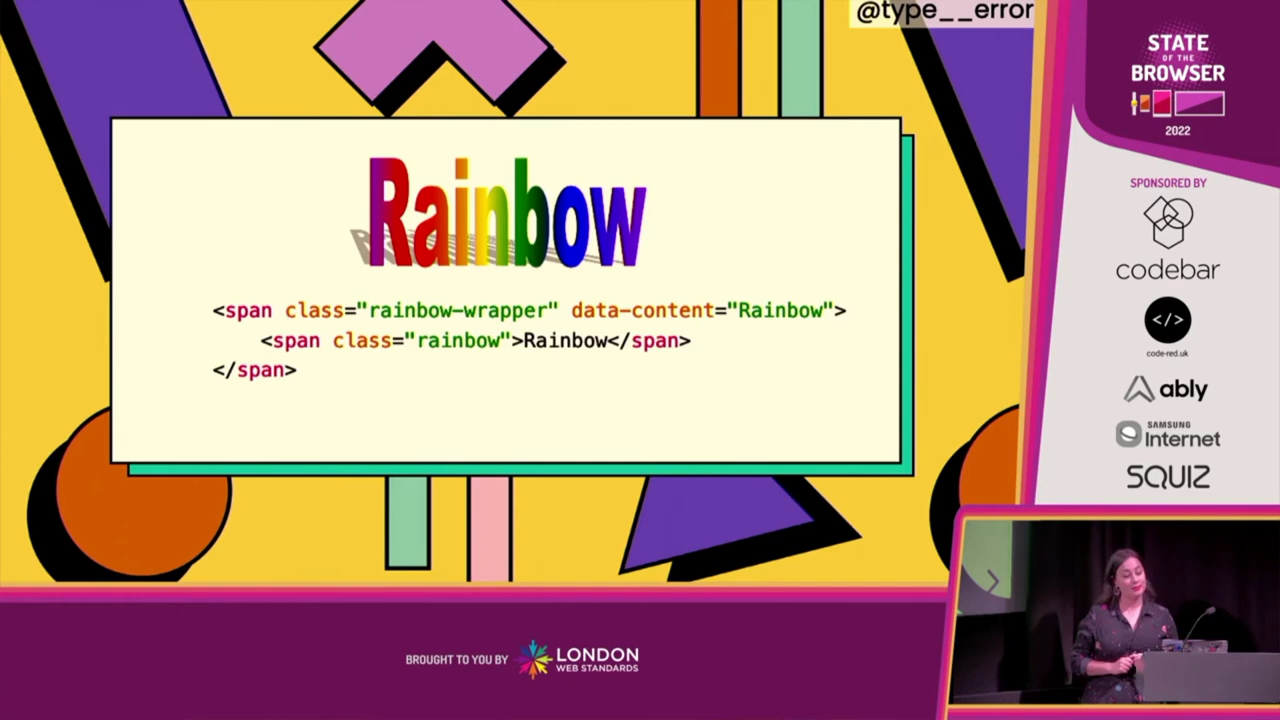 @type__error
Rainbow
<span class="rainbow-wrapper" data-content="Rainbow">
<span class="rainbow">Rainbow</span>
</span>
STATE
OF THE
BROWSER
2022
SPONSORED BY
codebar
</>
code-red.uk
ably
SAMSUNG
Internet
SQUIZ
BROUGHT TO YOU BY
LONDON
WEB STANDARDS